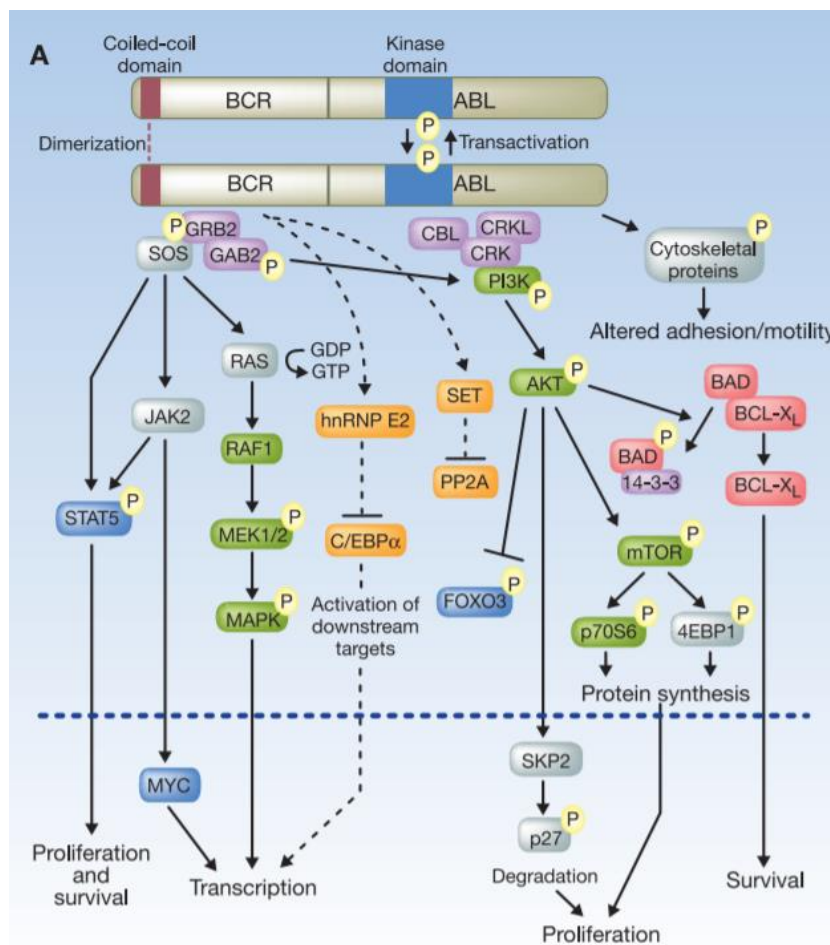 A
Coiled-coil
domain
Kinase
domain
BCR
ABL
Dimerization
P
P
Transactivation
BCR
ABL
P
GRB2
SOS
GAB2
P
CBL
CRKL
CRK
PI3K
P
P
Cytoskeletal
proteins
Altered adhesion/motility
RAS
GDP
GTP
JAK2
hnRNP E2
SET
AKT
P
BAD
BCL-XL
RAF1
PP2A
P
BAD
14-3-3
BCL-XL
STAT5
P
MEK1/2
P
C/EBPα
mTOR
P
MAPK
P
Activation of
downstream
targets
FOXO3
P
p70S6
P
4EBP1
P
Protein synthesis
MYC
SKP2
p27
P
Proliferation
and
survival
Transcription
Degradation
Survival
Proliferation